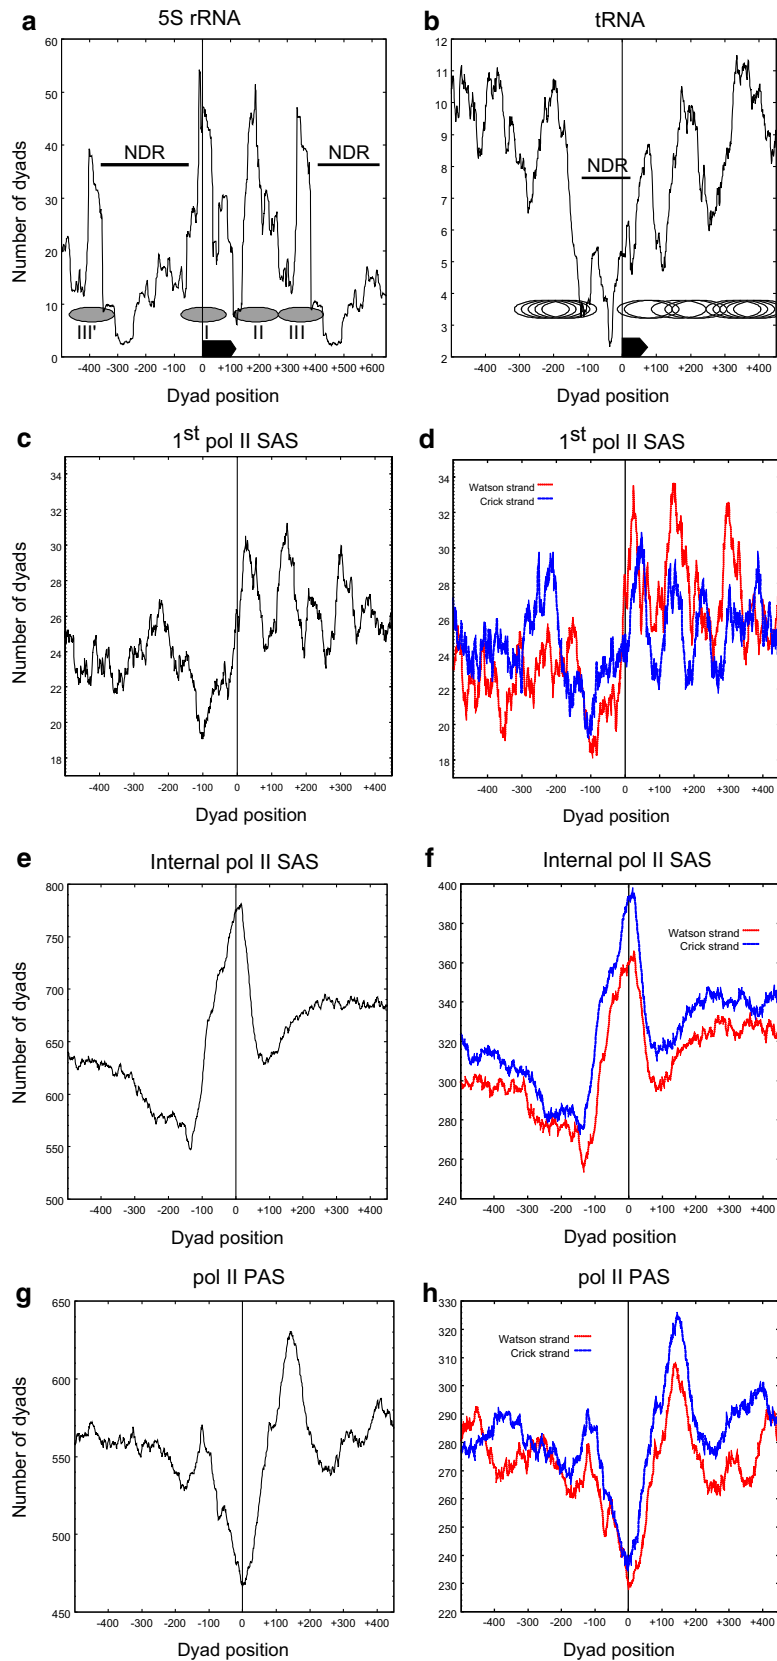 a
5S rRNA
60
50
40
30
20
10
0
Number of dyads
NDR
NDR
III'
I
II
III
-400 -300 -200 -100 0 +100 +200 +300 +400 +500 +600
Dyad position
b
tRNA
12
11
10
9
8
7
6
5
4
3
2
NDR
-400 -300 -200 -100 0 +100 +200 +300 +400
Dyad position
c
1st pol II SAS
34
32
30
28
26
24
22
20
18
Number of dyads
-400 -300 -200 -100 0 +100 +200 +300 +400
Dyad position
d
1st pol II SAS
Watson strand
Crick strand
34
32
30
28
26
24
22
20
18
-400 -300 -200 -100 0 +100 +200 +300 +400
Dyad position
e
Internal pol II SAS
800
750
700
650
600
550
500
Number of dyads
-400 -300 -200 -100 0 +100 +200 +300 +400
Dyad position
f
Internal pol II SAS
Watson strand
Crick strand
400
380
360
340
320
300
280
260
240
-400 -300 -200 -100 0 +100 +200 +300 +400
Dyad position
g
pol II PAS
650
600
550
500
450
Number of dyads
-400 -300 -200 -100 0 +100 +200 +300 +400
Dyad position
h
pol II PAS
Watson strand
Crick strand
330
320
310
300
290
280
270
260
250
240
230
220
-400 -300 -200 -100 0 +100 +200 +300 +400
Dyad position